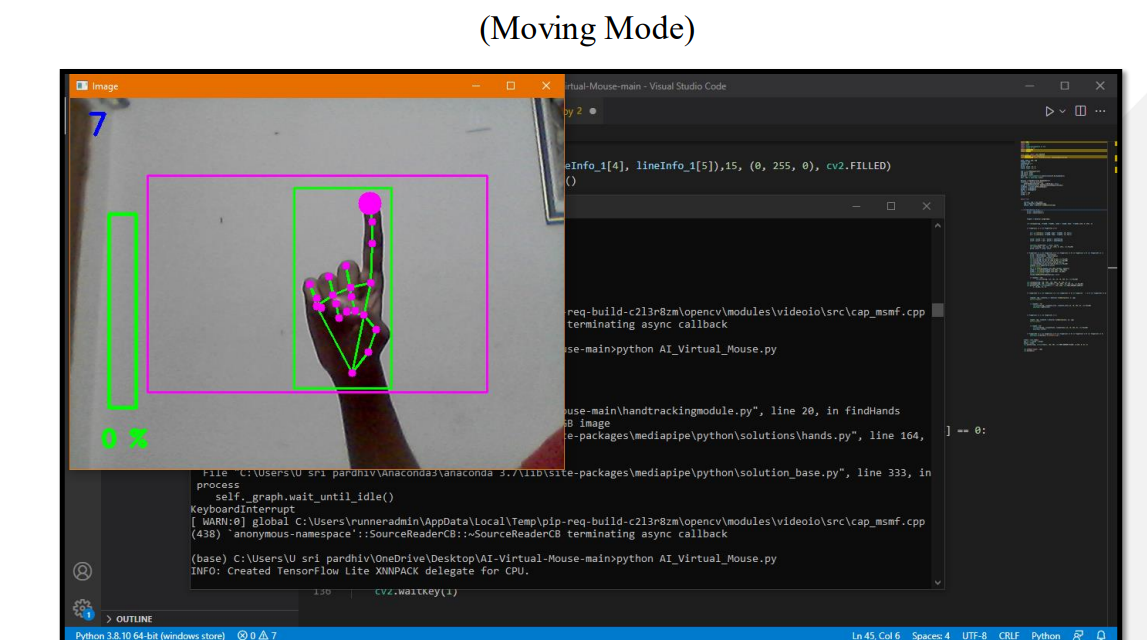 (Moving Mode)
Image
irtual-Mouse-main - Visual Studio Code
7
by 2
eInfo_1[4], lineInfo_1[5]),15, (0, 255, 0), cv2.FILLED)
()
-req-build-c2l3r8zm\opencv\modules\videoio\src\cap_msmf.cpp
terminating async callback
use-main>python AI_Virtual_Mouse.py
ouse-main\handtrackingmodule.py", line 20, in findHands
GB image
te-packages\mediapipe\python\solutions\hands.py", line 164,
] == 0:
0 %
File "C:\Users\U sri pardhiv\Anaconda3\anaconda 3.7\lib\site-packages\mediapipe\python\solution_base.py", line 333, in
process
self._graph.wait_until_idle()
KeyboardInterrupt
[ WARN:0] global C:\Users\runneradmin\AppData\Local\Temp\pip-req-build-c2l3r8zm\opencv\modules\videoio\src\cap_msmf.cpp
(438) `anonymous-namespace'::SourceReaderCB::~SourceReaderCB terminating async callback
(base) C:\Users\U sri pardhiv\OneDrive\Desktop\AI-Virtual-Mouse-main>python AI_Virtual_Mouse.py
INFO: Created TensorFlow Lite XNNPACK delegate for CPU.
136 cv2.waitKey(1)
1
OUTLINE
Python 3.8.10 64-bit (windows store) 0 7 Ln 45, Col 6 Spaces: 4 UTF-8 CRLF Python